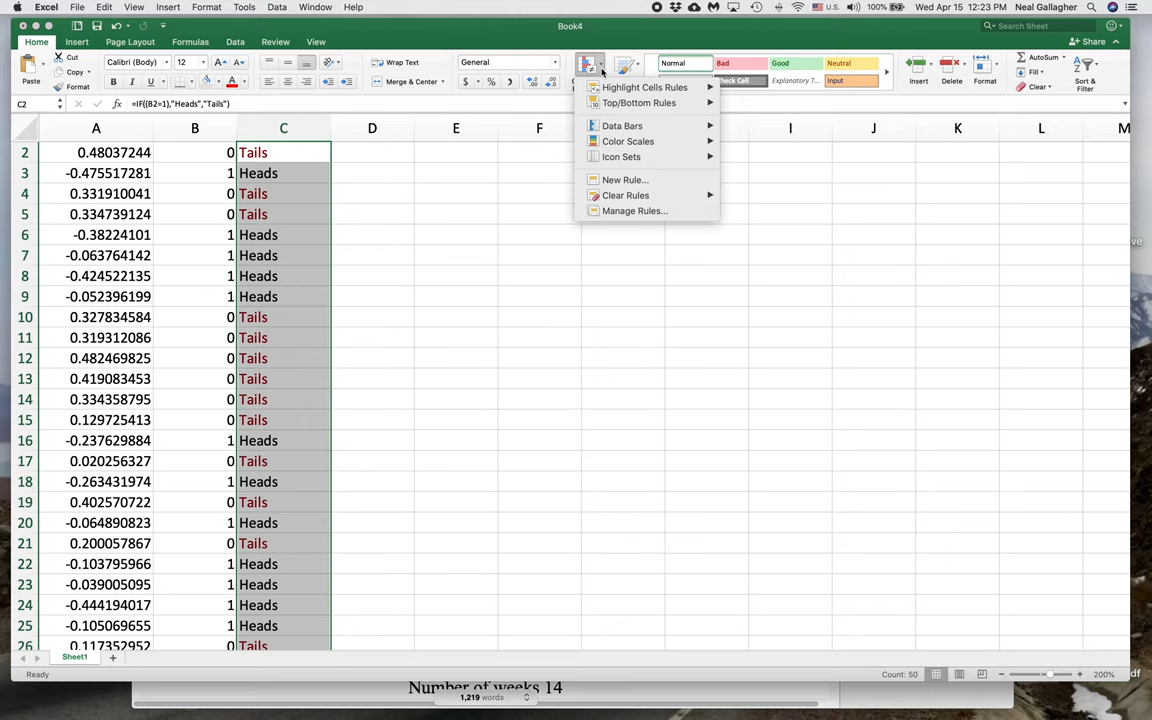 Excel File Edit View Insert Format Tools Data Window Help U.S. 100% Wed Apr 15 12:23 PM Neal Gallagher
Book4 Search Sheet
Home Insert Page Layout Formulas Data Review View Share
Paste Cut Copy Format Calibri (Body) 12 Wrap Text Merge & Center General Normal Bad Good Neutral Check Cell Explanatory T... Input Insert Delete Format AutoSum Fill Clear Sort & Filter
B I U A A $ % )
C2 fx =IF((B2=1),"Heads","Tails")
Highlight Cells Rules
Top/Bottom Rules
Data Bars
Color Scales
Icon Sets
New Rule...
Clear Rules
Manage Rules...
A B C D E F I J K L M
2 0.48037244 0 Tails
3 -0.475517281 1 Heads
4 0.331910041 0 Tails
5 0.334739124 0 Tails
6 -0.38224101 1 Heads
7 -0.063764142 1 Heads
8 -0.424522135 1 Heads
9 -0.052396199 1 Heads
10 0.327834584 0 Tails
11 0.319312086 0 Tails
12 0.482469825 0 Tails
13 0.419083453 0 Tails
14 0.334358795 0 Tails
15 0.129725413 0 Tails
16 -0.237629884 1 Heads
17 0.020256327 0 Tails
18 -0.263431974 1 Heads
19 0.402570722 0 Tails
20 -0.064890823 1 Heads
21 0.200057867 0 Tails
22 -0.103795966 1 Heads
23 -0.039005095 1 Heads
24 -0.444194017 1 Heads
25 -0.105069655 1 Heads
26 0.117352952 0 Tails
Sheet1
Ready Count: 50 200%
Number of weeks 14
1,219 words